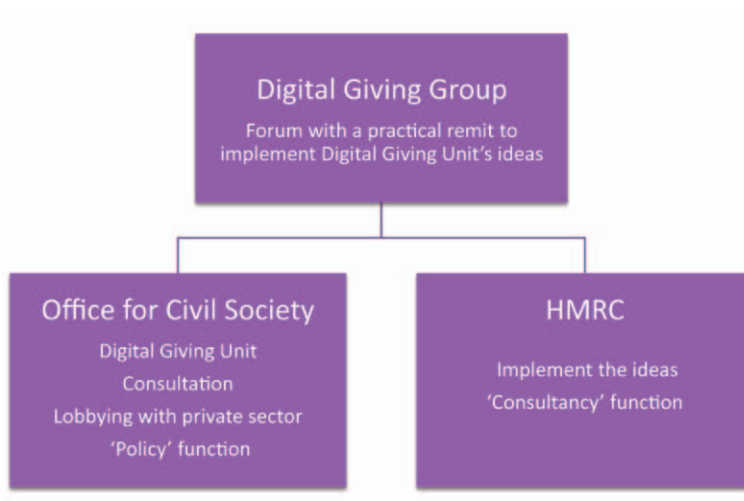 Digital Giving Group
Forum with a practical remit to
implement Digital Giving Unit's ideas
Office for Civil Society
Digital Giving Unit
Consultation
Lobbying with private sector
'Policy' function
HMRC
Implement the ideas
'Consultancy' function